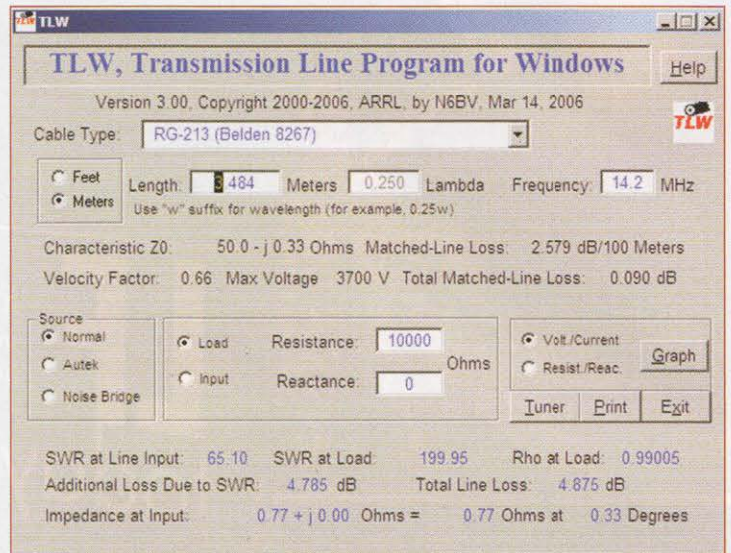 TLW
TLW, Transmission Line Program for Windows
Help
Version 3.00, Copyright 2000-2006, ARRL, by N6BV, Mar 14, 2006
TLW
Cable Type: RG-213 (Belden 8267)
Feet
Meters
Length: 3.484 Meters 0.250 Lambda Frequency: 14.2 MHz
Use "w" suffix for wavelength (for example, 0.25w)
Characteristic Z0: 50.0 - j 0.33 Ohms Matched-Line Loss: 2.579 dB/100 Meters
Velocity Factor: 0.66 Max Voltage 3700 V Total Matched-Line Loss: 0.090 dB
Source
Normal
Autek
Noise Bridge
Load
Input
Resistance: 10000
Reactance: 0
Ohms
Volt./Current
Resist./Reac.
Graph
Tuner Print Exit
SWR at Line Input: 65.10 SWR at Load: 199.95 Rho at Load: 0.99005
Additional Loss Due to SWR: 4.785 dB Total Line Loss: 4.875 dB
Impedance at Input: 0.77 + j 0.00 Ohms = 0.77 Ohms at 0.33 Degrees